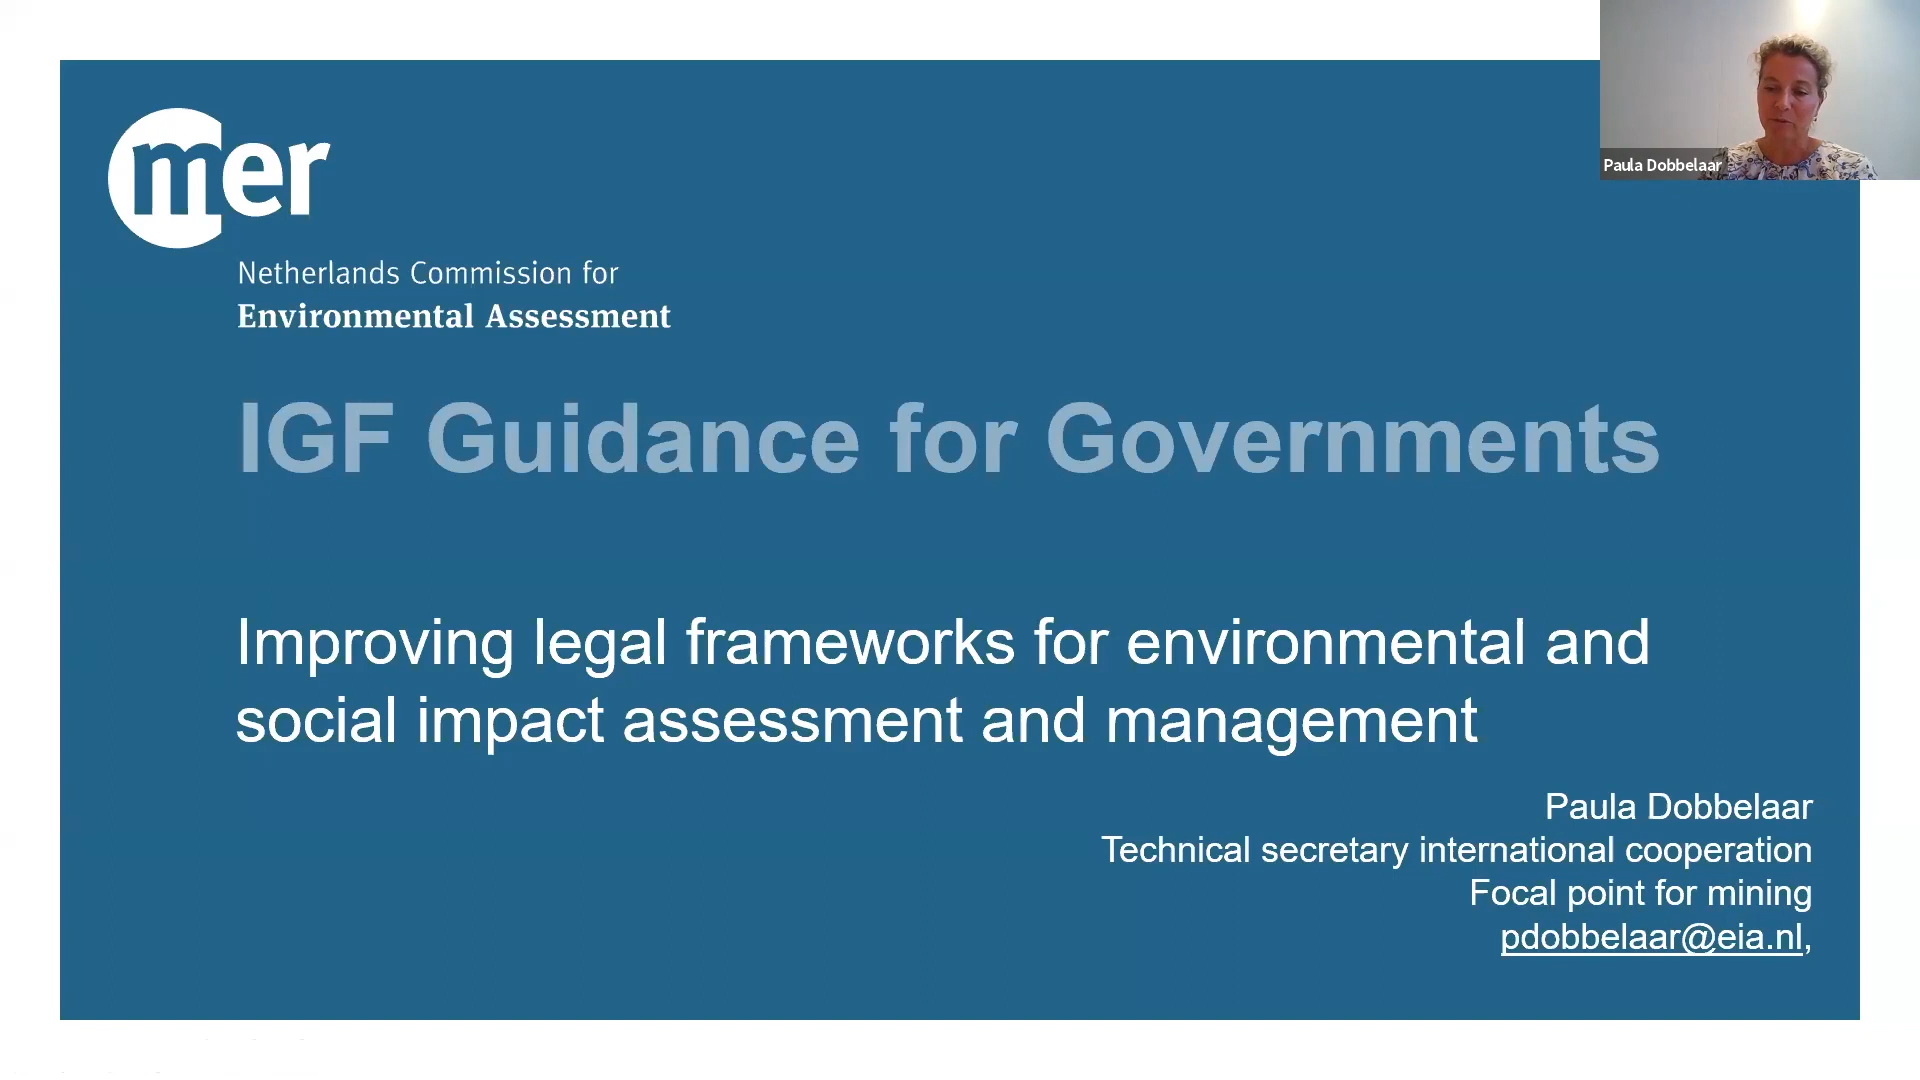 mer
Netherlands Commission for
Environmental Assessment
IGF Guidance for Governments
Improving legal frameworks for environmental and
social impact assessment and management
Paula Dobbelaar
Technical secretary international cooperation
Focal point for mining
pdobbelaar@eia.nl,
Paula Dobbelaar